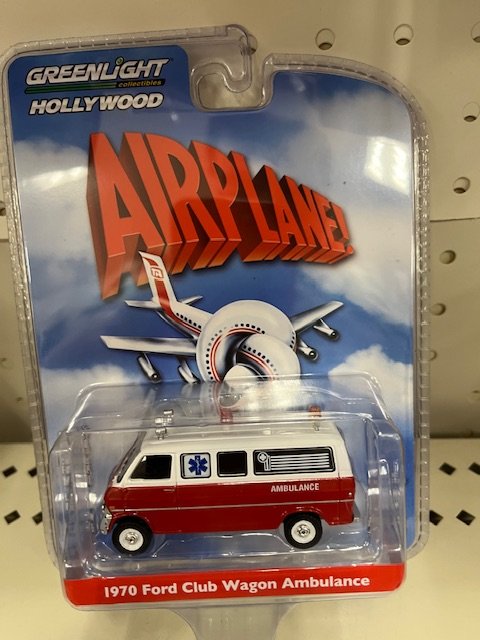 GREENLIGHT
collectibles
HOLLYWOOD
AIRPLANE!
AMBULANCE
1970 Ford Club Wagon Ambulance